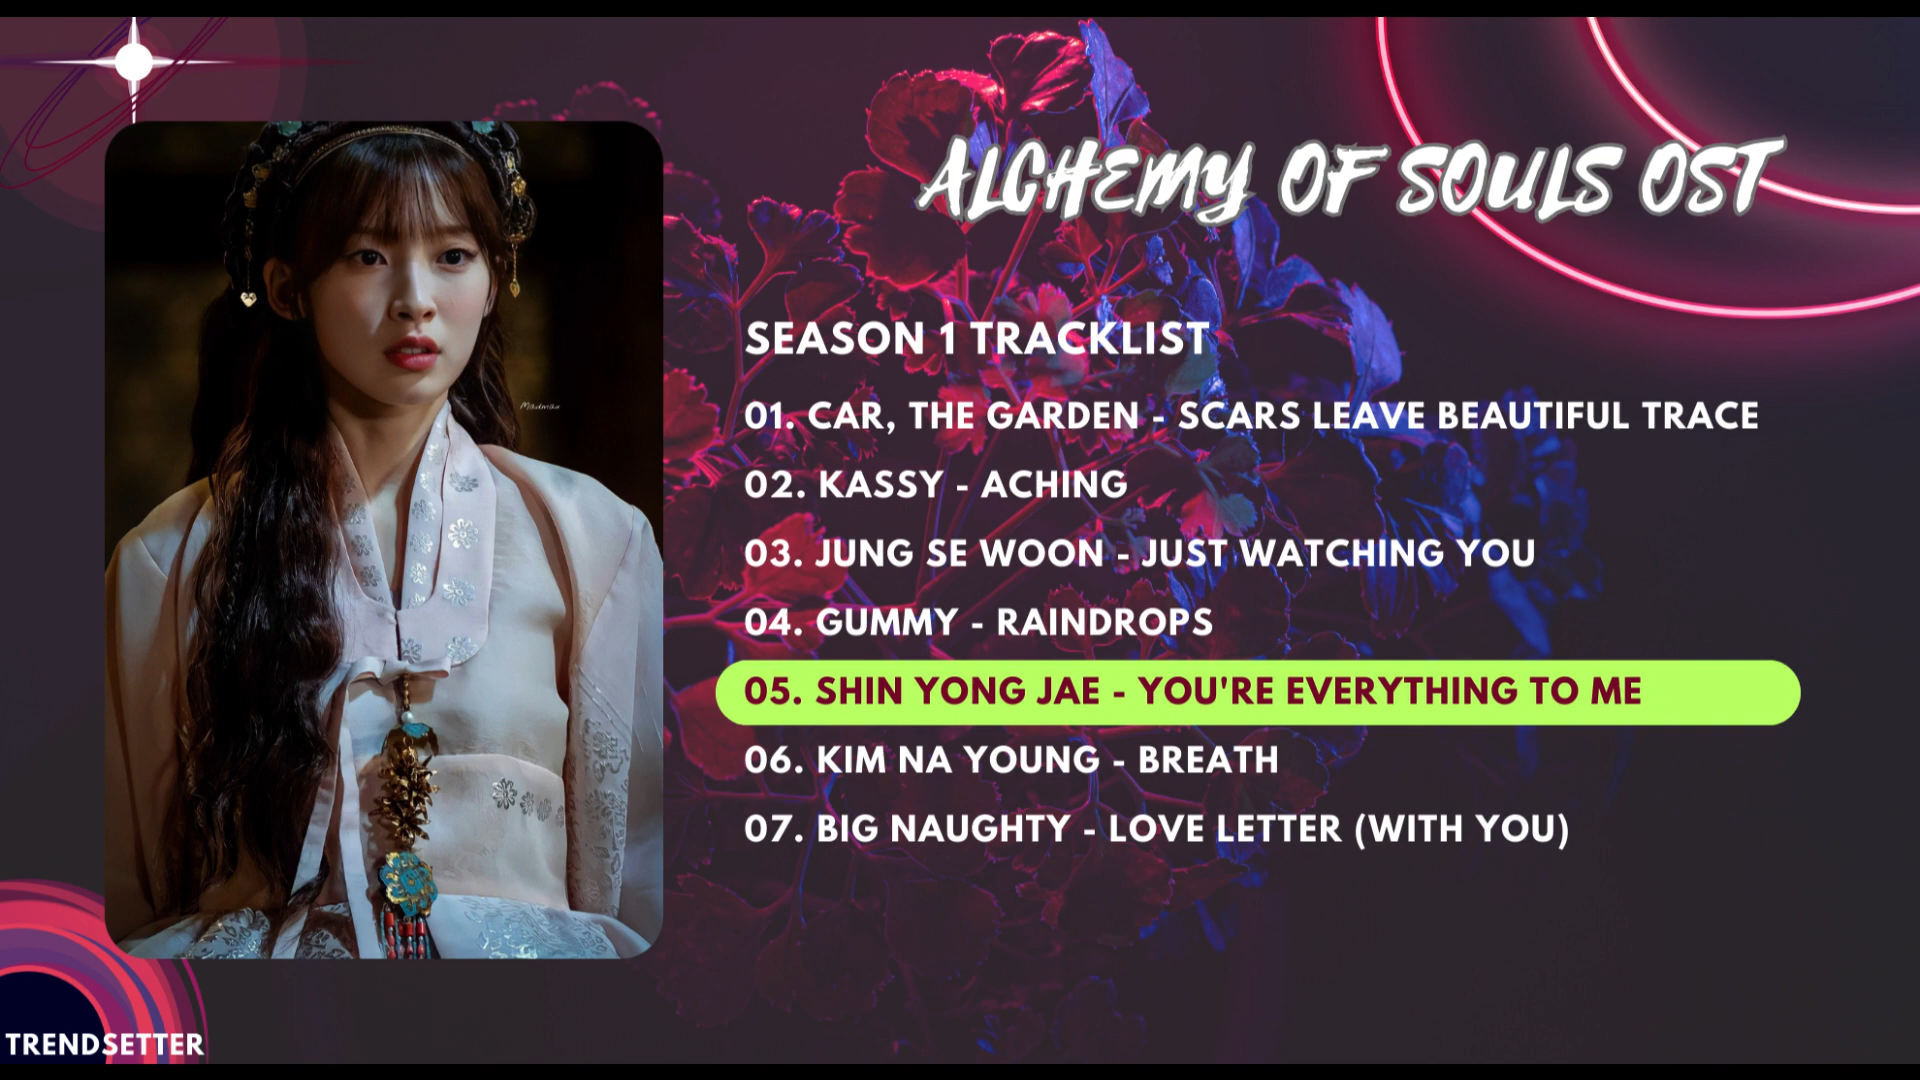 ALCHEMY OF SOULS OST
SEASON 1 TRACKLIST
01. CAR, THE GARDEN - SCARS LEAVE BEAUTIFUL TRACE
02. KASSY - ACHING
03. JUNG SE WOON - JUST WATCHING YOU
04. GUMMY - RAINDROPS
05. SHIN YONG JAE - YOU'RE EVERYTHING TO ME
06. KIM NA YOUNG - BREATH
07. BIG NAUGHTY - LOVE LETTER (WITH YOU)
TRENDSETTER